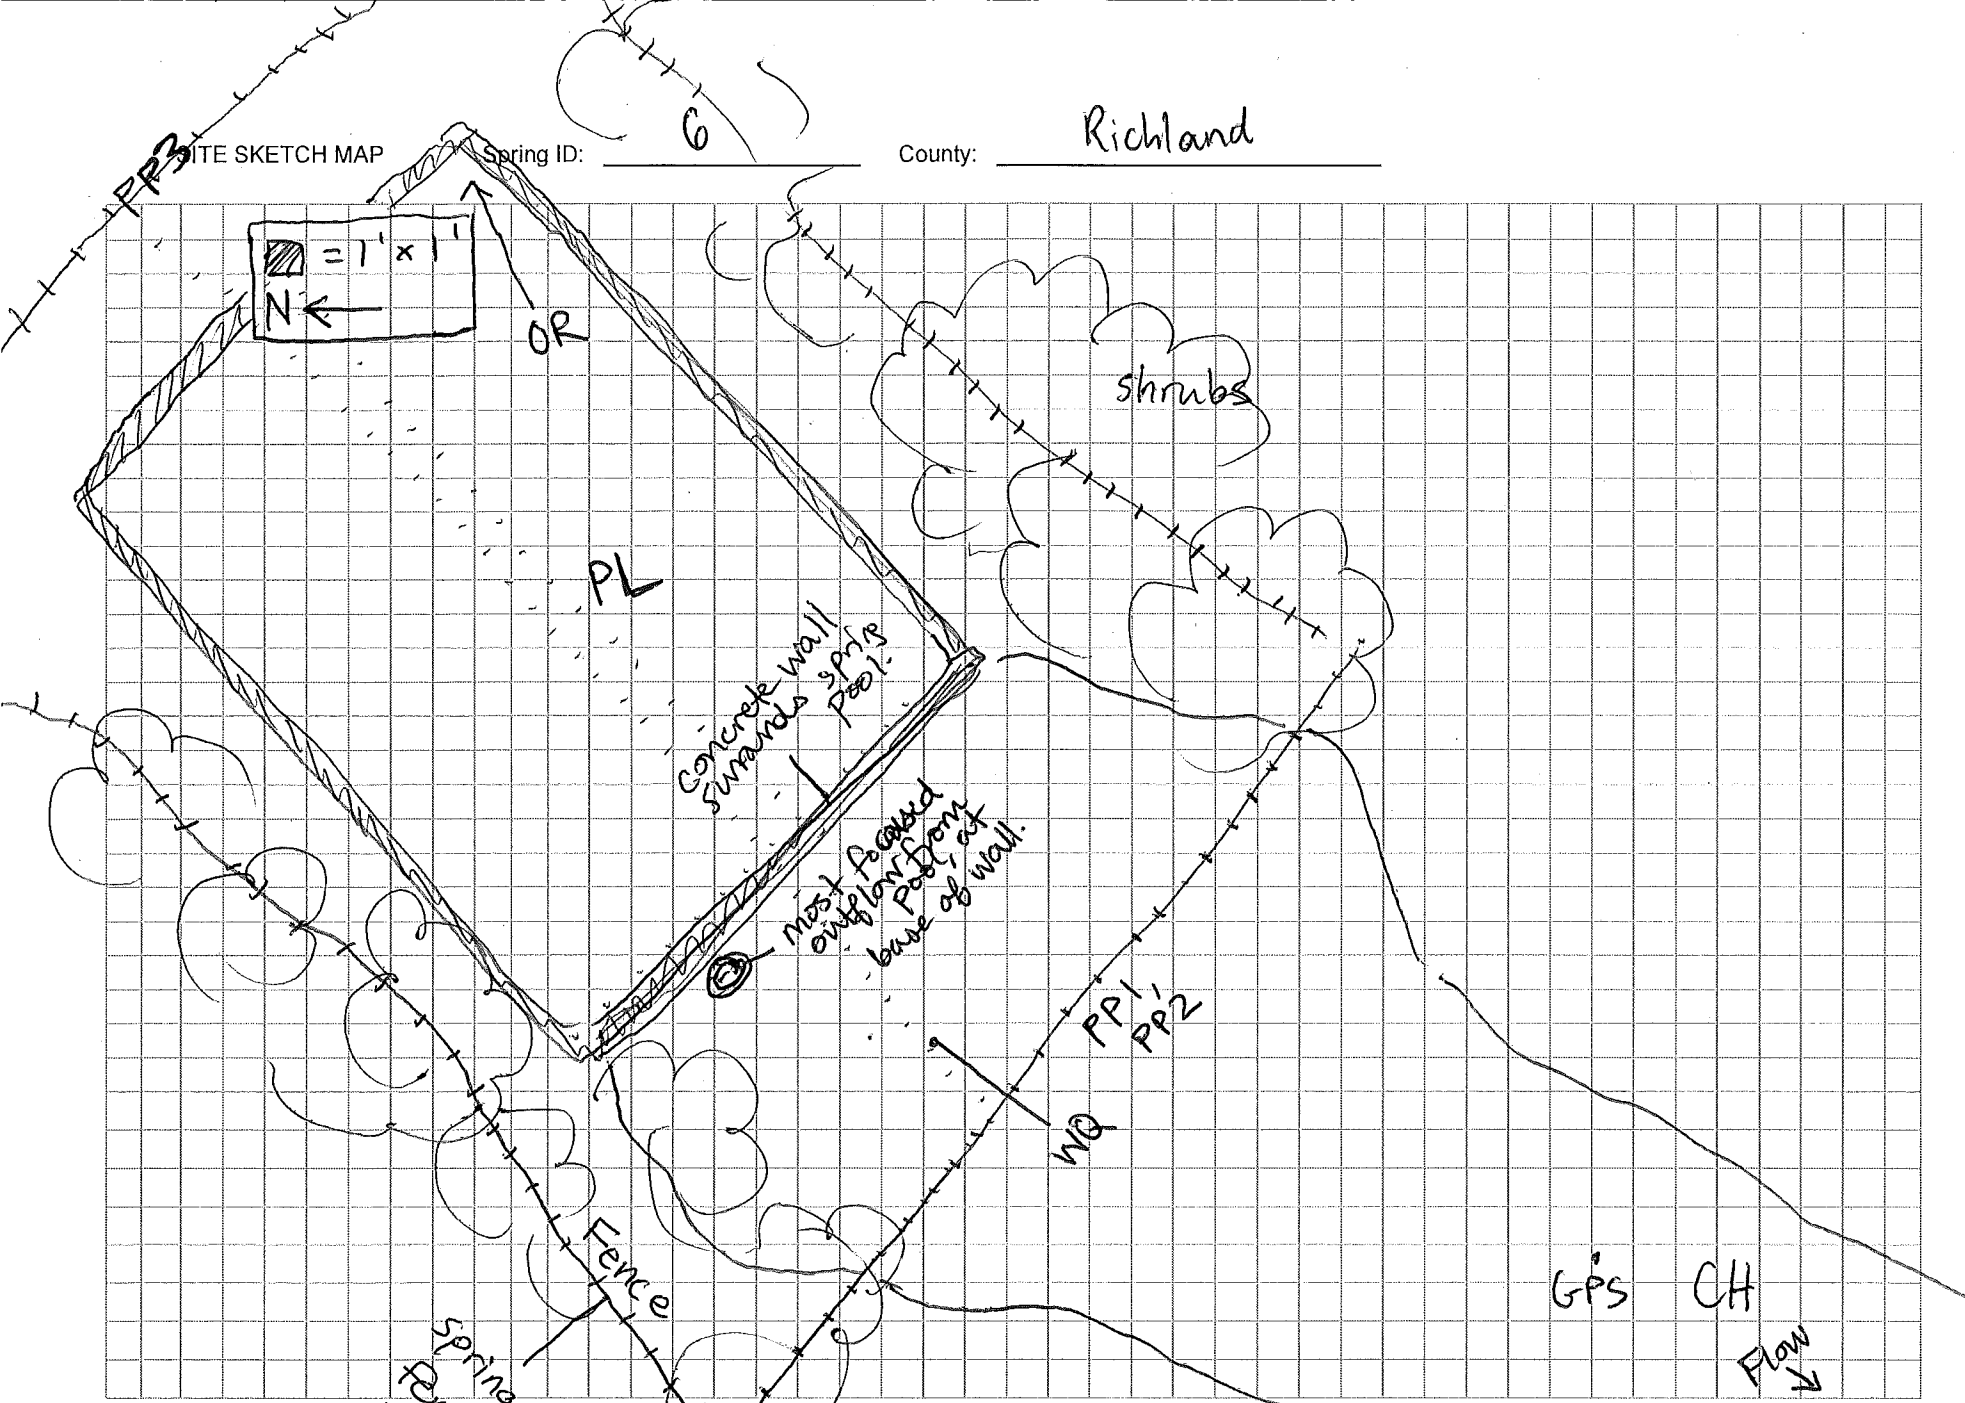 SITE SKETCH MAP Spring ID: 6 County: Richland
PP3
= 1' x 1'
N
OR
shrubs
PL
Concrete wall
surrounds spring
pool.
most focused
outflow from
pool, at
base of wall.
PP1,
PP2
WQ
Fence
Spring
GPS CH
Flow